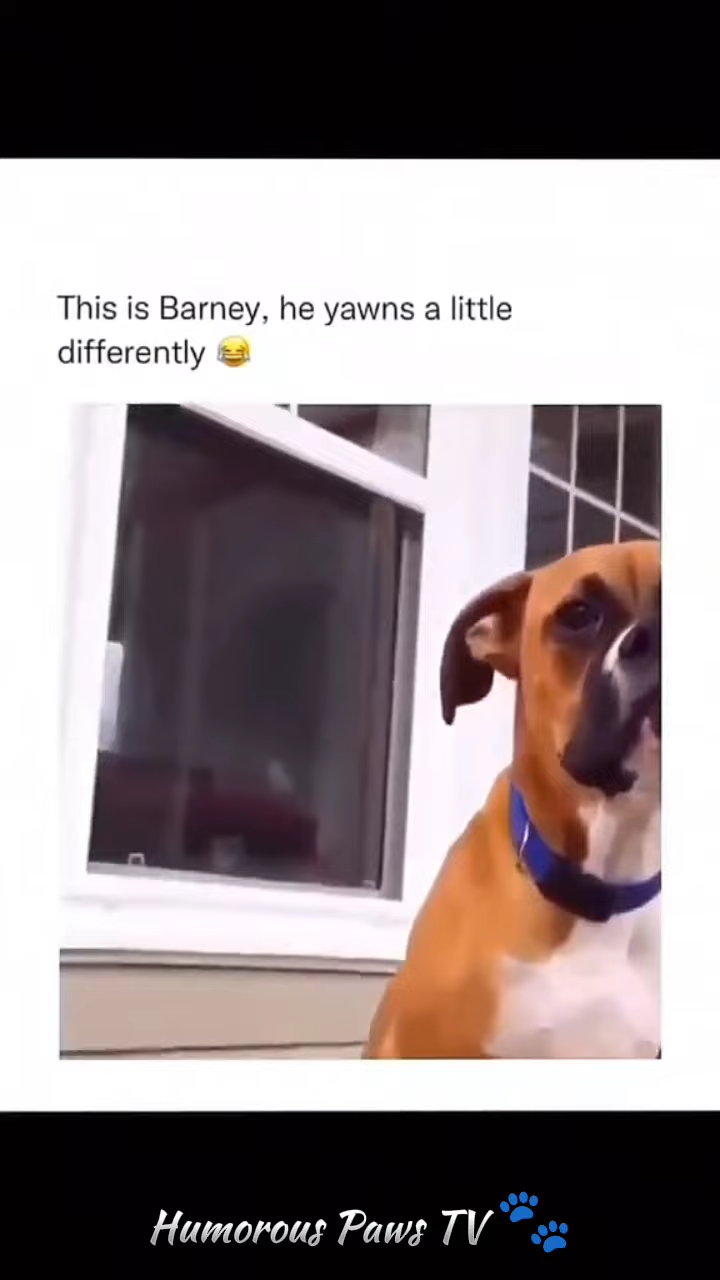 This is Barney, he yawns a little
differently 😂
Humorous Paws TV 🐾